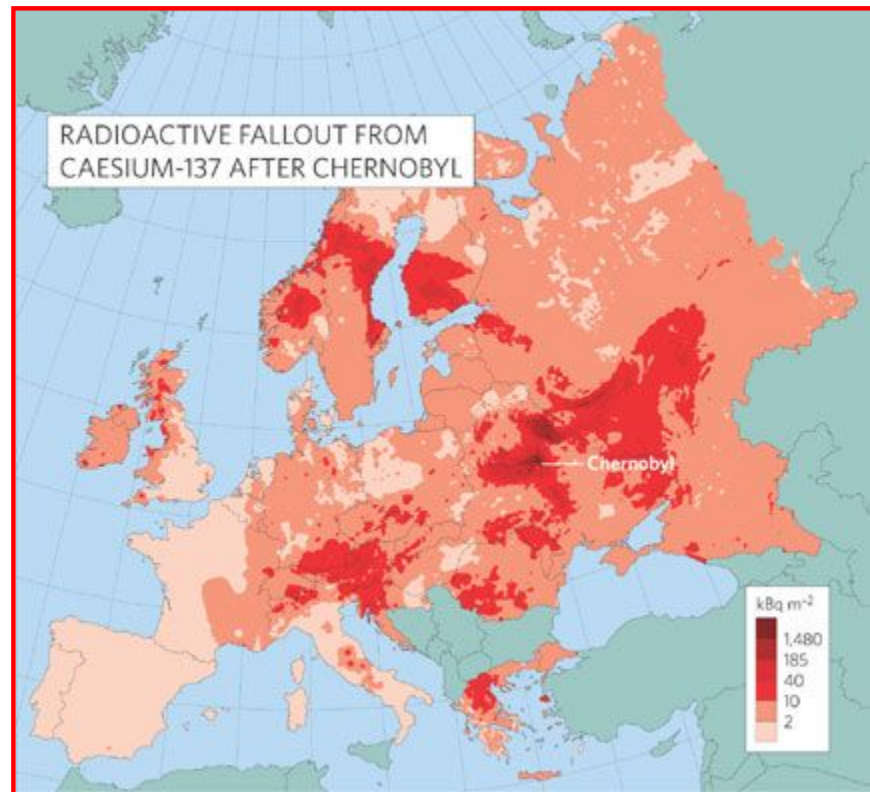 RADIOACTIVE FALLOUT FROM
CAESIUM-137 AFTER CHERNOBYL
Chernobyl
kBq m⁻²
1,480
185
40
10
2